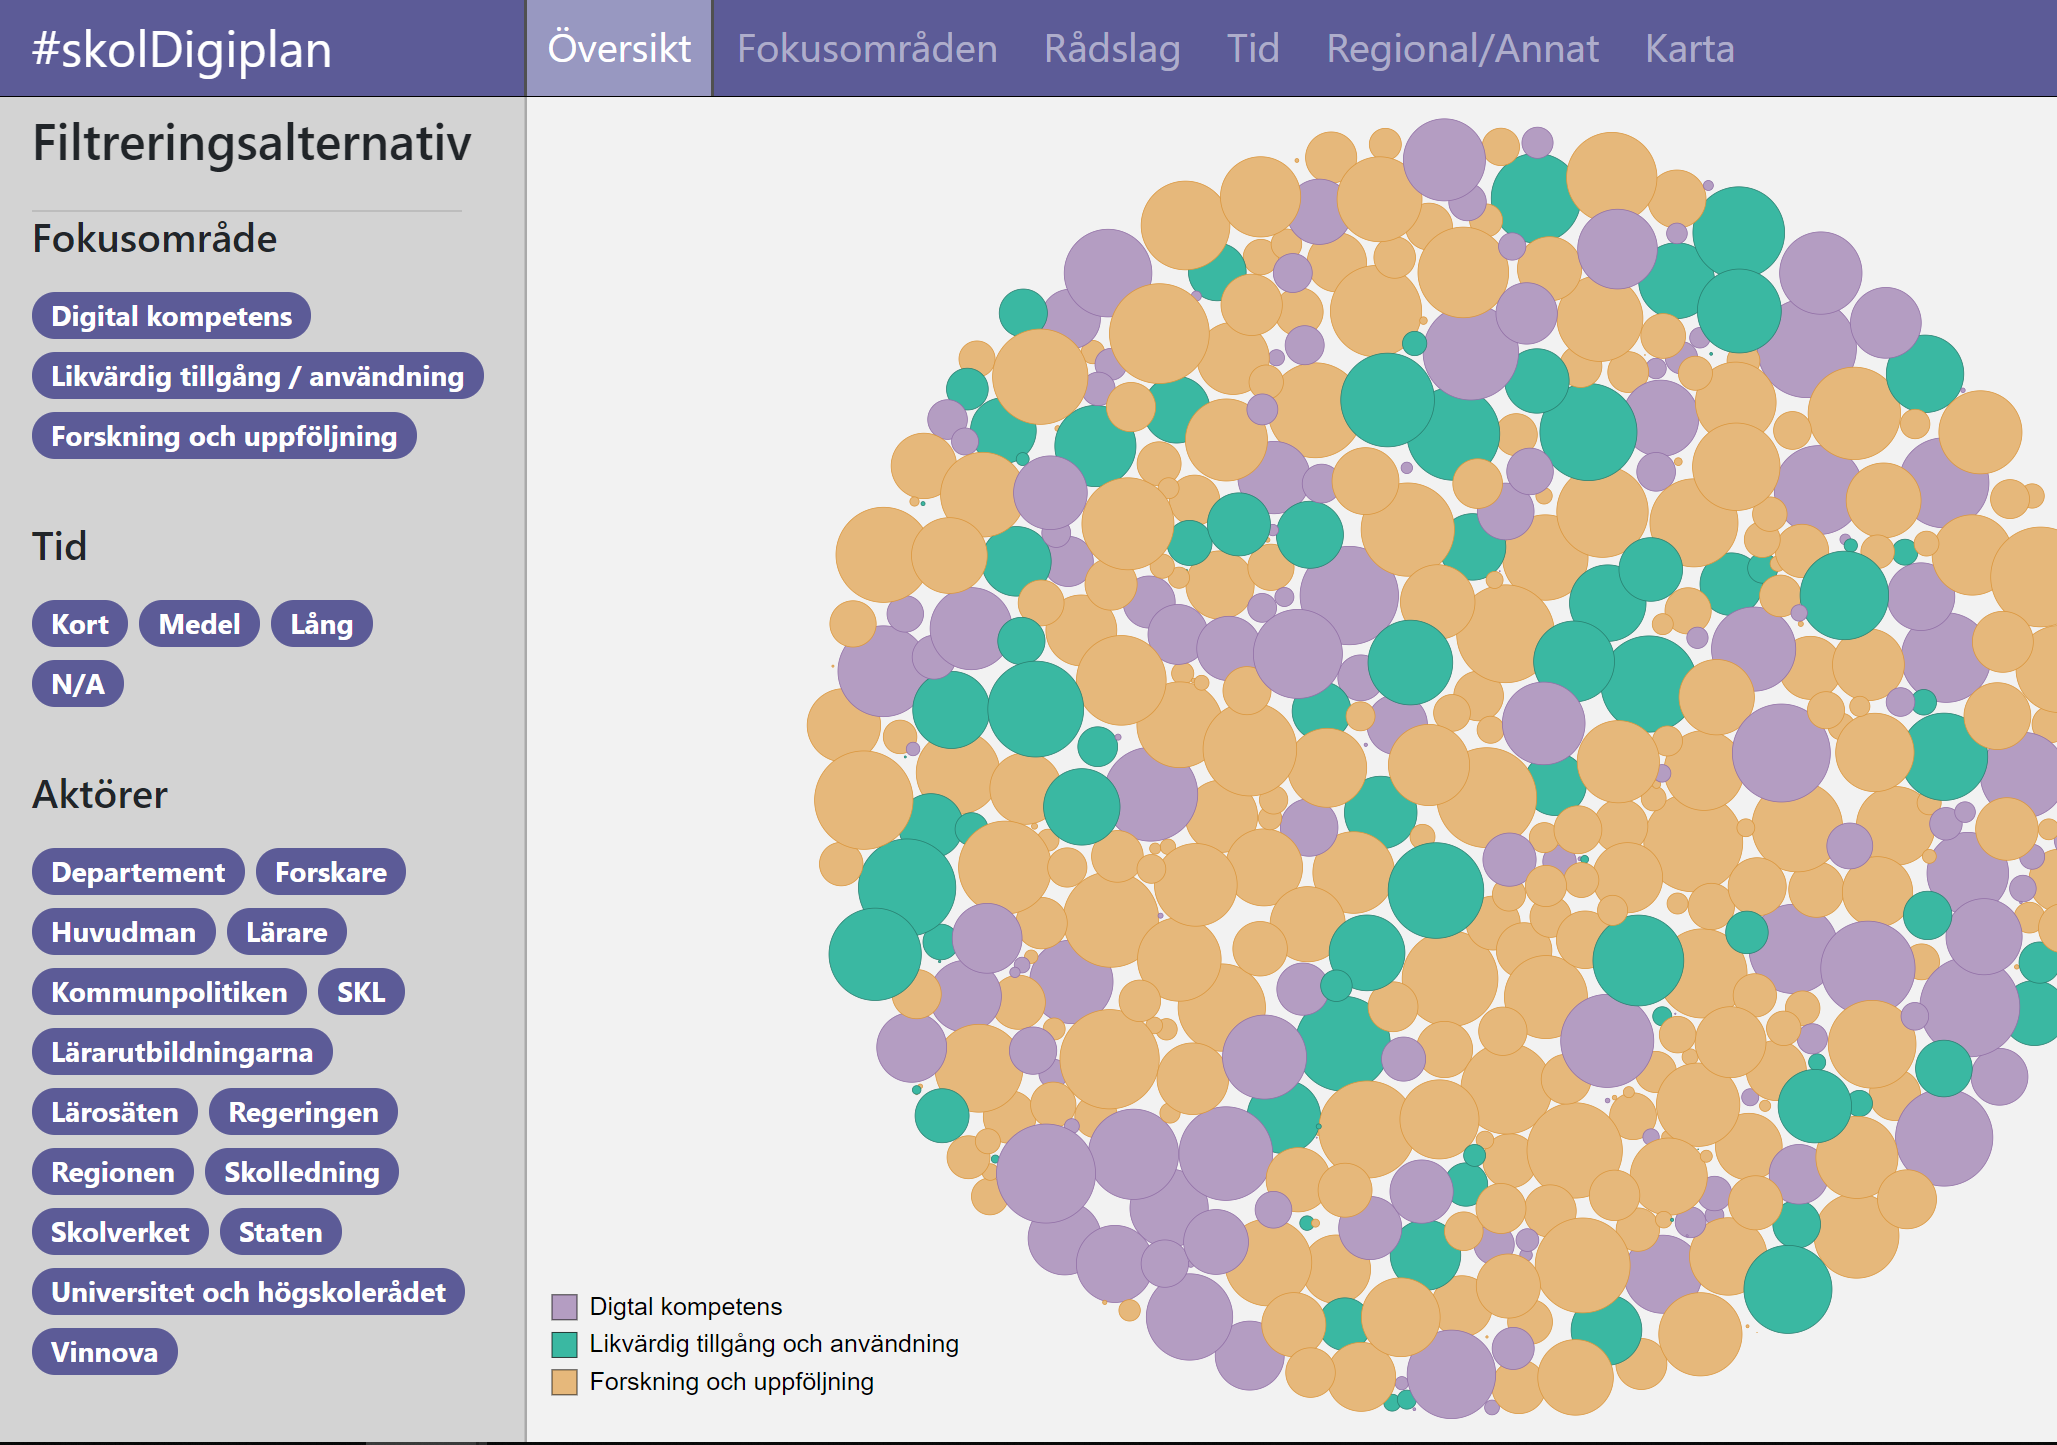 #skolDigiplan
Översikt Fokusområden Rådslag Tid Regional/Annat Karta
Filtreringsalternativ
Fokusområde
Digital kompetens
Likvärdig tillgång / användning
Forskning och uppföljning
Tid
Kort Medel Lång
N/A
Aktörer
Departement Forskare
Huvudman Lärare
Kommunpolitiken SKL
Lärarutbildningarna
Lärosäten Regeringen
Regionen Skolledning
Skolverket Staten
Universitet och högskolerådet
Vinnova
Digtal kompetens
Likvärdig tillgång och användning
Forskning och uppföljning